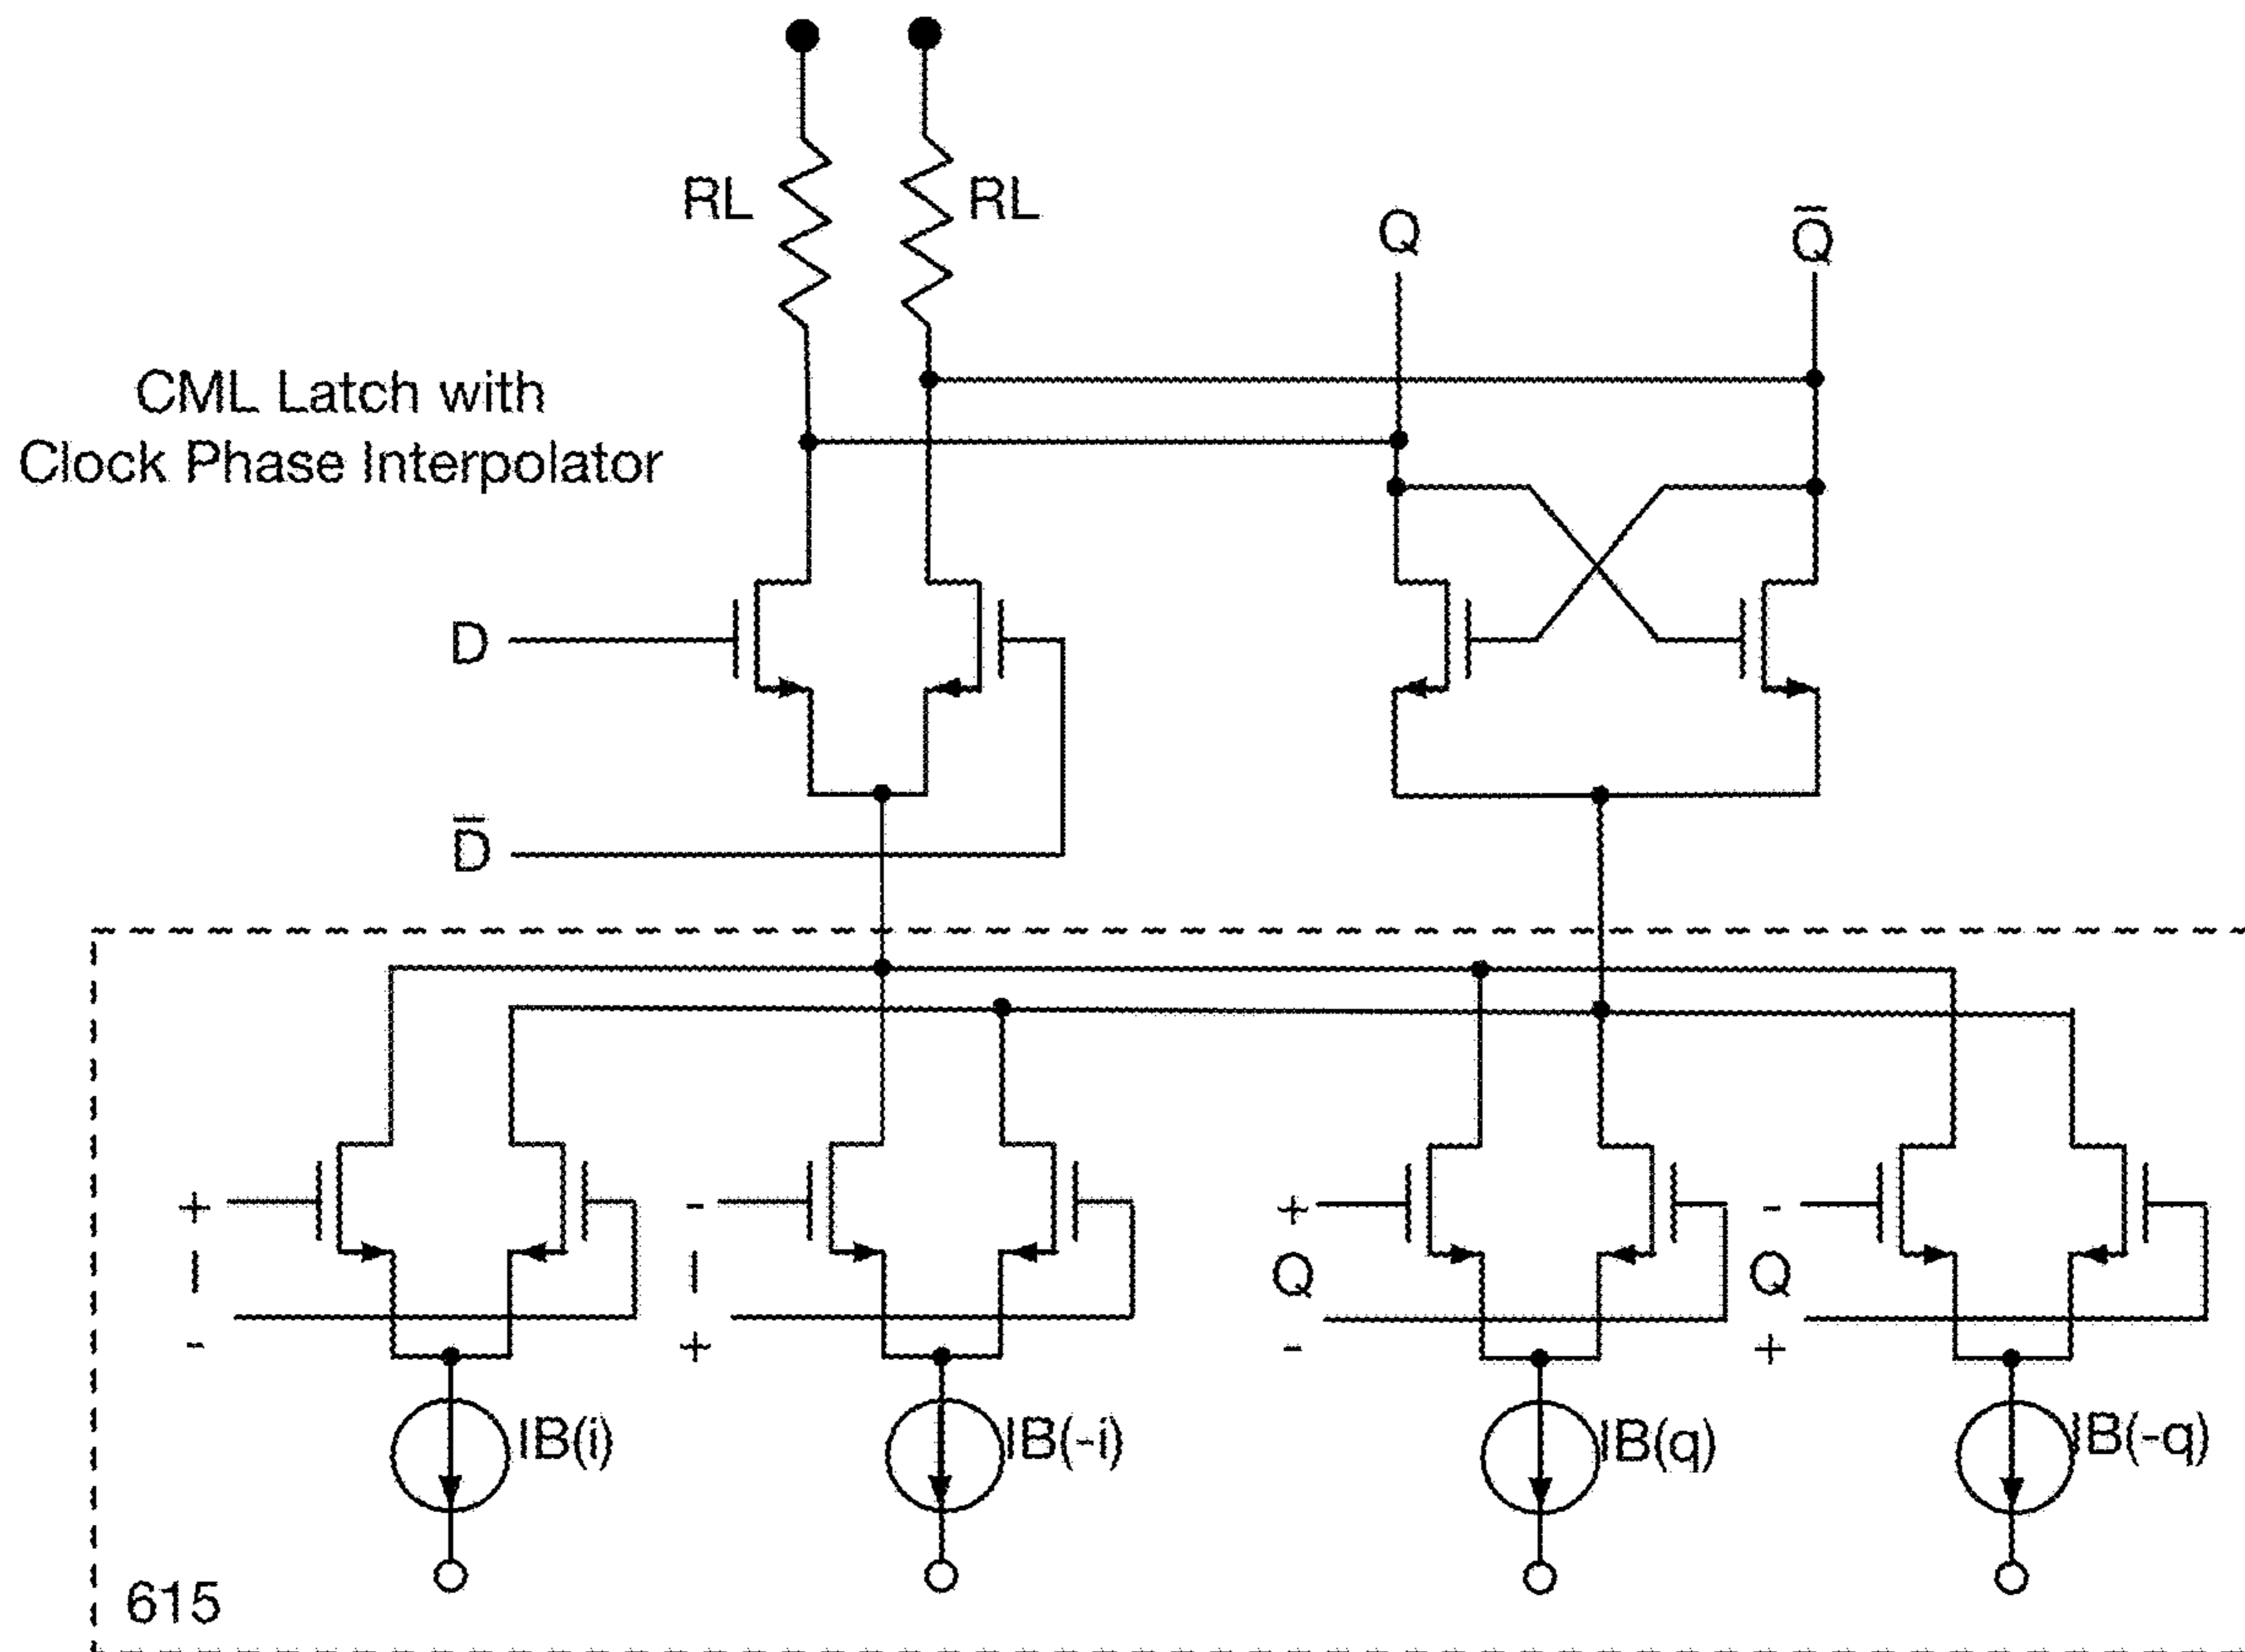 RL RL
Q Q̅
CML Latch with
Clock Phase Interpolator
D
D̅
+ - + -
I I Q Q
- + - +
IB(i) IB(-i) IB(q) IB(-q)
615